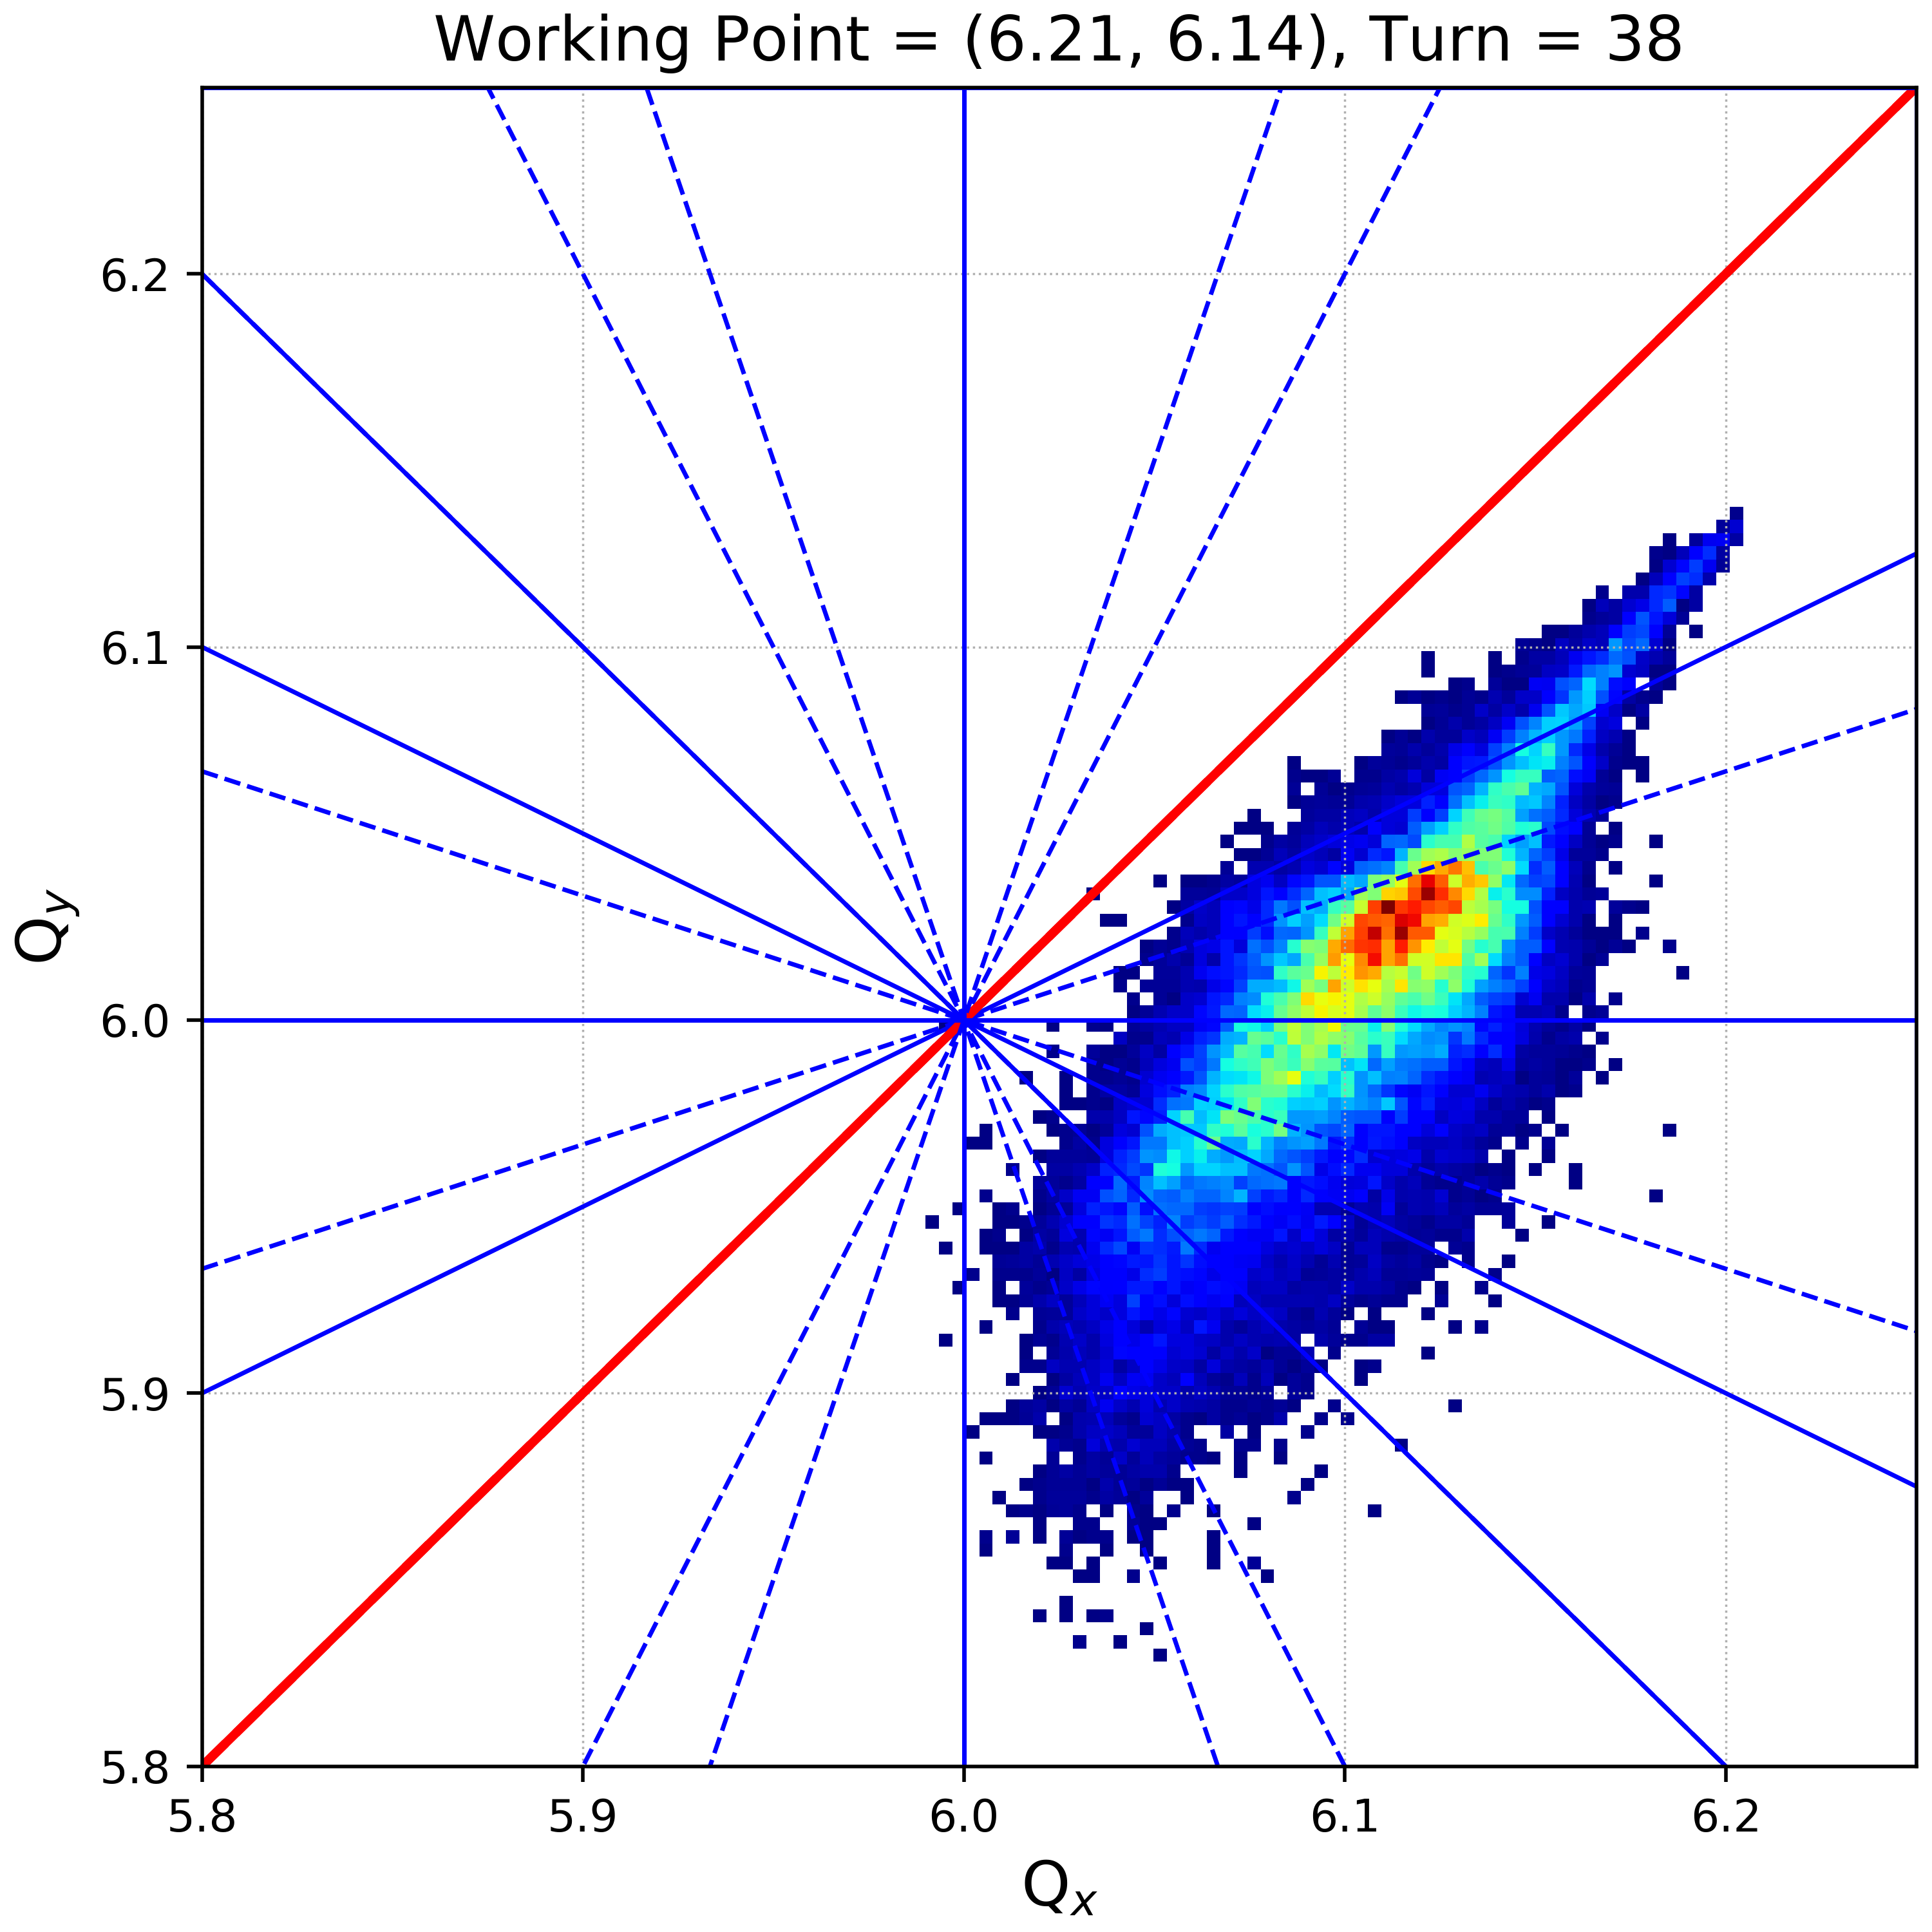 Working Point = (6.21, 6.14), Turn = 38
6.2
6.1
6.0
5.9
5.8
Qy
5.8 5.9 6.0 6.1 6.2
Qx